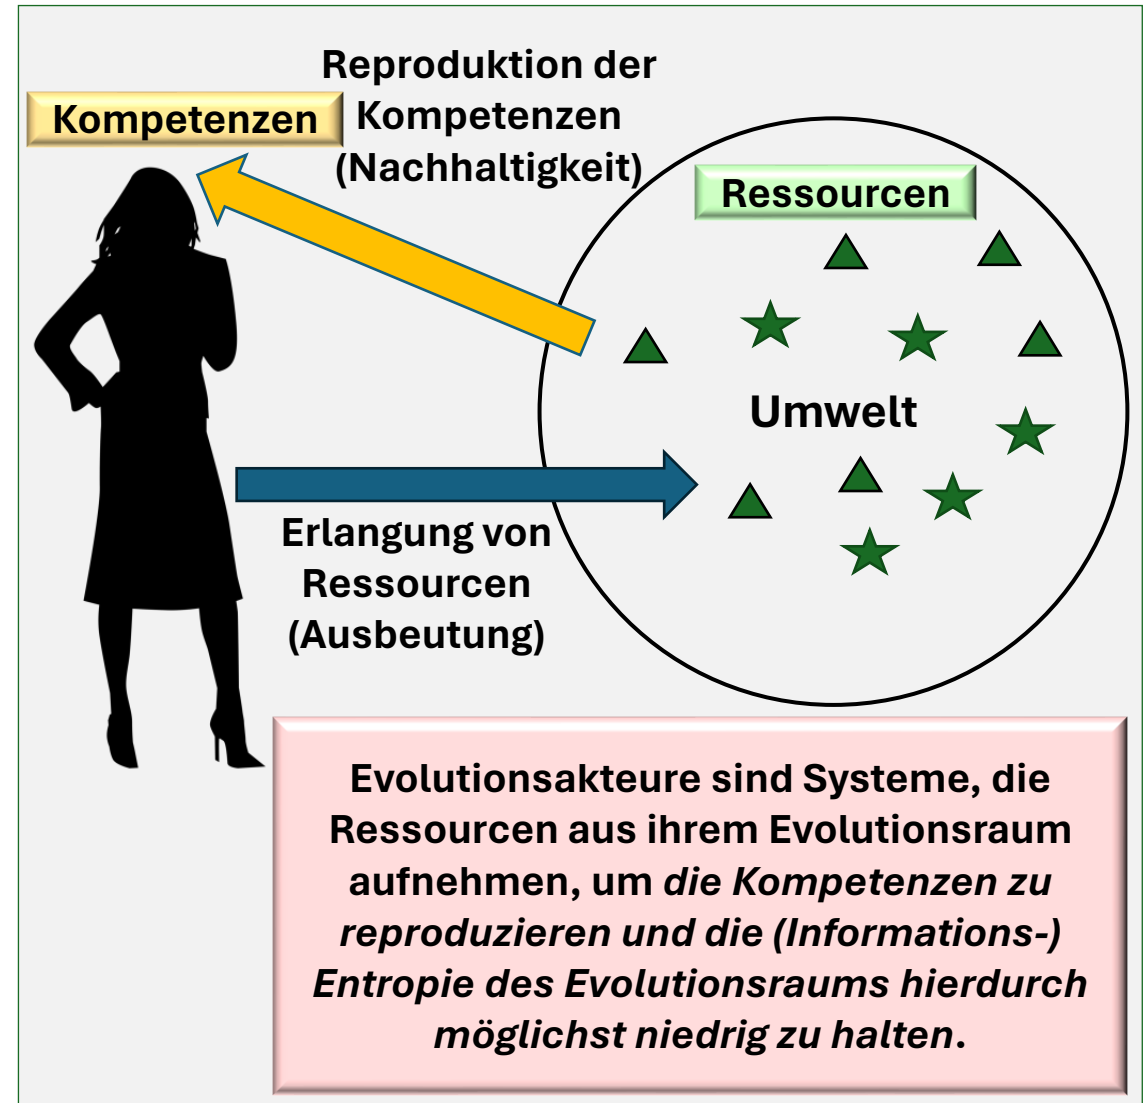 Reproduktion der
Kompetenzen
(Nachhaltigkeit)
Kompetenzen
Ressourcen
Umwelt
Erlangung von
Ressourcen
(Ausbeutung)
Evolutionsakteure sind Systeme, die
Ressourcen aus ihrem Evolutionsraum
aufnehmen, um die Kompetenzen zu
reproduzieren und die (Informations-)
Entropie des Evolutionsraums hierdurch
möglichst niedrig zu halten.